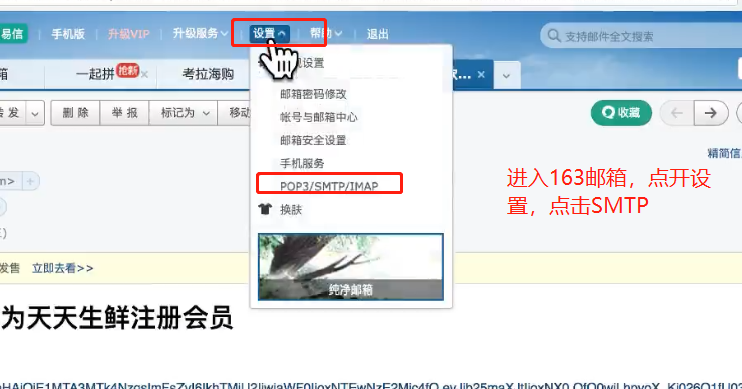 易信 手机版 升级VIP 升级服务 设置 帮助 退出 支持邮件全文搜索
箱 一起拼 抢新 考拉海购
设置
发 删 除 举 报 标记为 移动 收藏
邮箱密码修改
帐号与邮箱中心
邮箱安全设置
精简信
手机服务
POP3/SMTP/IMAP
换肤
进入163邮箱，点开设
置，点击SMTP
发售 立即去看>>
纯净邮箱
为天天生鲜注册会员